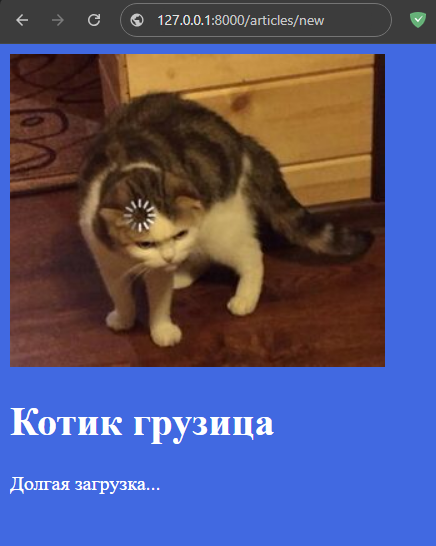 127.0.0.1:8000/articles/new
Котик грузица
Долгая загрузка...